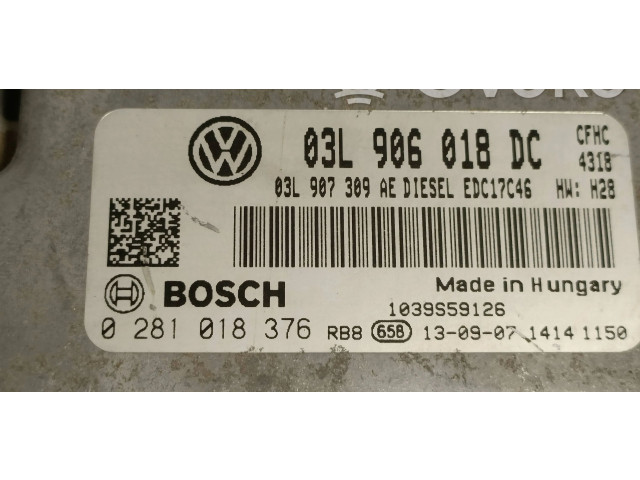 03L 906 018 DC CFHC
4318
03L 907 309 AE DIESEL EDC17C46 HW: H28
BOSCH Made in Hungary
1039S59126
0 281 018 376 RB8 65B 13-09-07 1414 1150